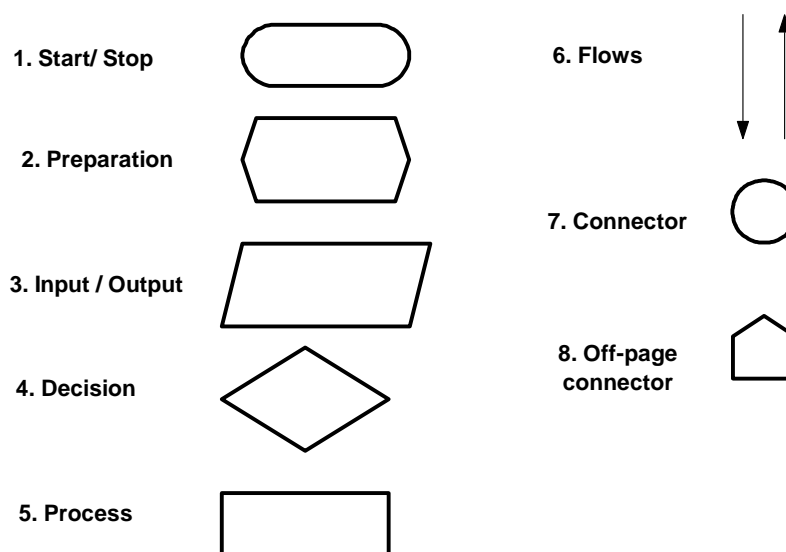 1. Start/ Stop
2. Preparation
3. Input / Output
4. Decision
5. Process
6. Flows
7. Connector
8. Off-page
connector